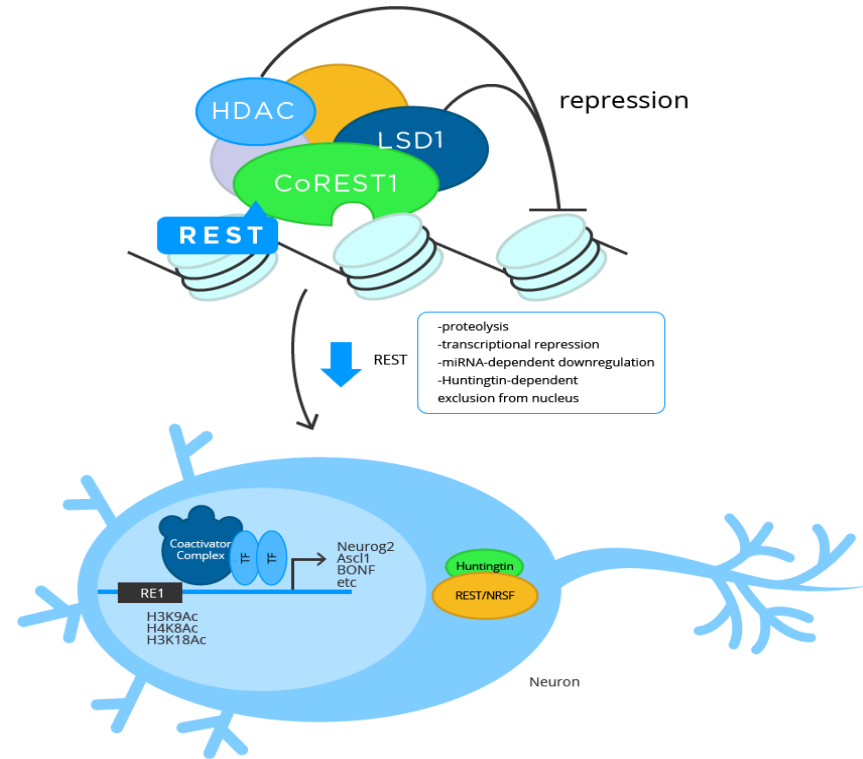 HDAC
repression
LSD1
CoREST1
REST
REST
-proteolysis
-transcriptional repression
-miRNA-dependent downregulation
-Huntingtin-dependent
exclusion from nucleus
Coactivator
Complex
TF
TF
Neurog2
Ascl1
BONF
etc
RE1
H3K9Ac
H4K8Ac
H3K18Ac
Huntingtin
REST/NRSF
Neuron